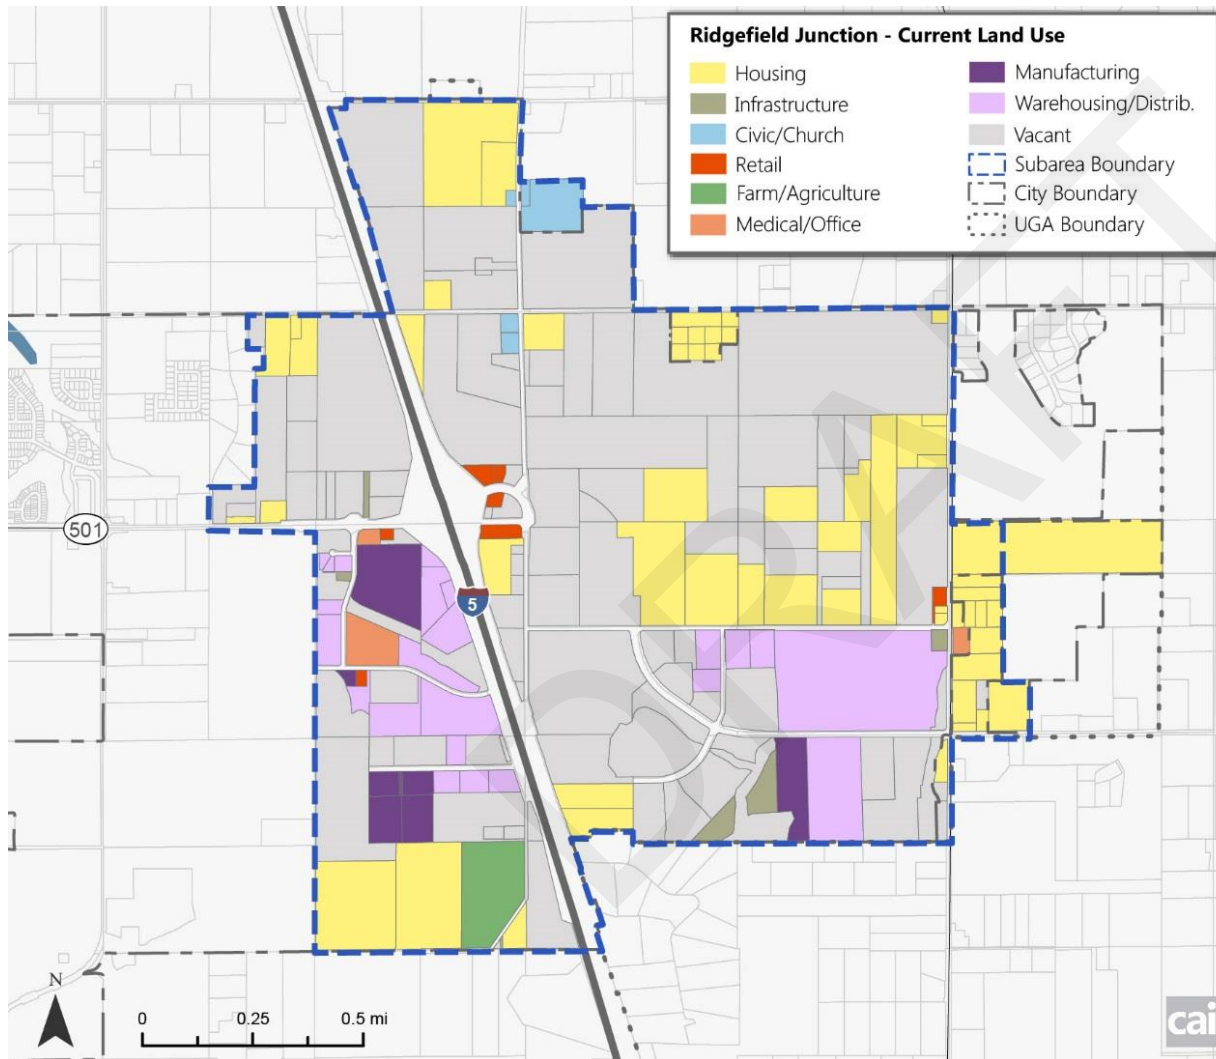 Ridgefield Junction - Current Land Use
Housing
Infrastructure
Civic/Church
Retail
Farm/Agriculture
Medical/Office
Manufacturing
Warehousing/Distrib.
Vacant
Subarea Boundary
City Boundary
UGA Boundary
DRAFT
501
5
N
0 0.25 0.5 mi
cai